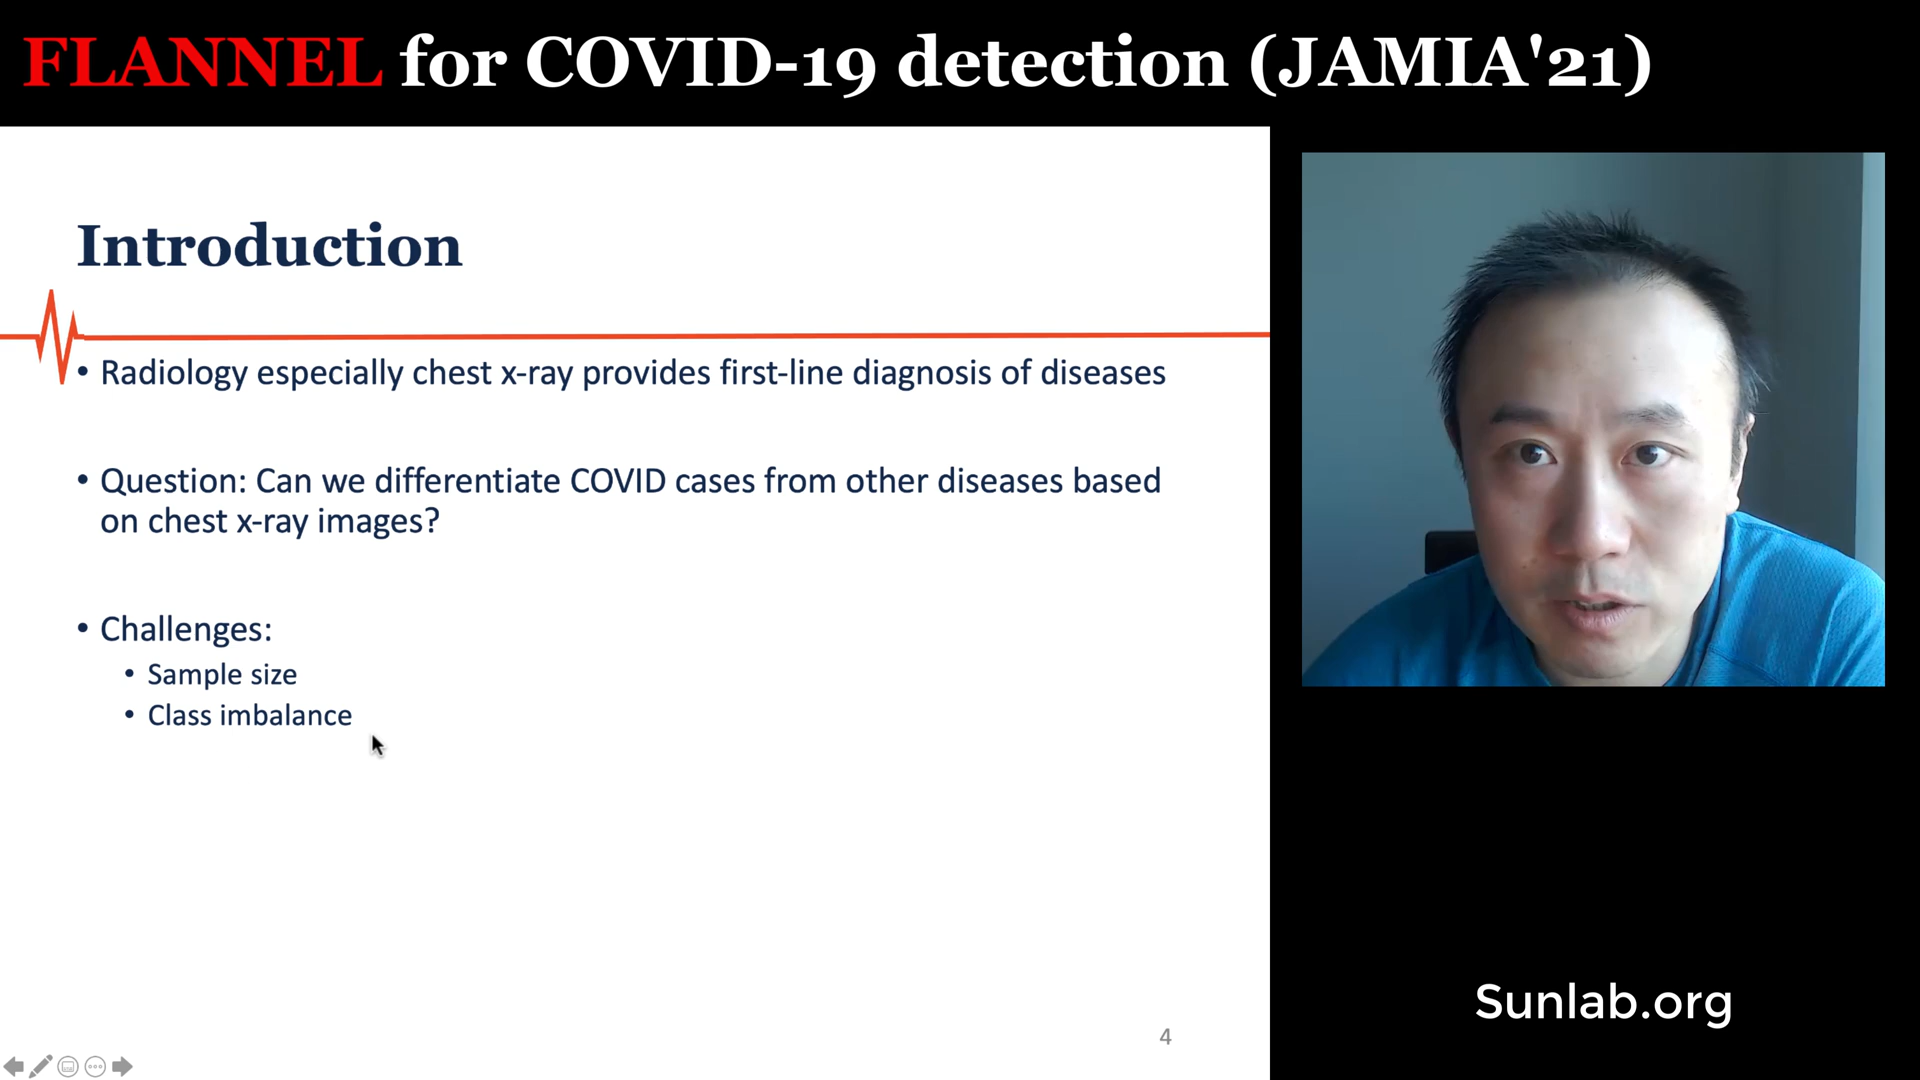 FLANNEL for COVID-19 detection (JAMIA'21)
Introduction
• Radiology especially chest x-ray provides first-line diagnosis of diseases
• Question: Can we differentiate COVID cases from other diseases based
on chest x-ray images?
• Challenges:
• Sample size
• Class imbalance
Sunlab.org
4